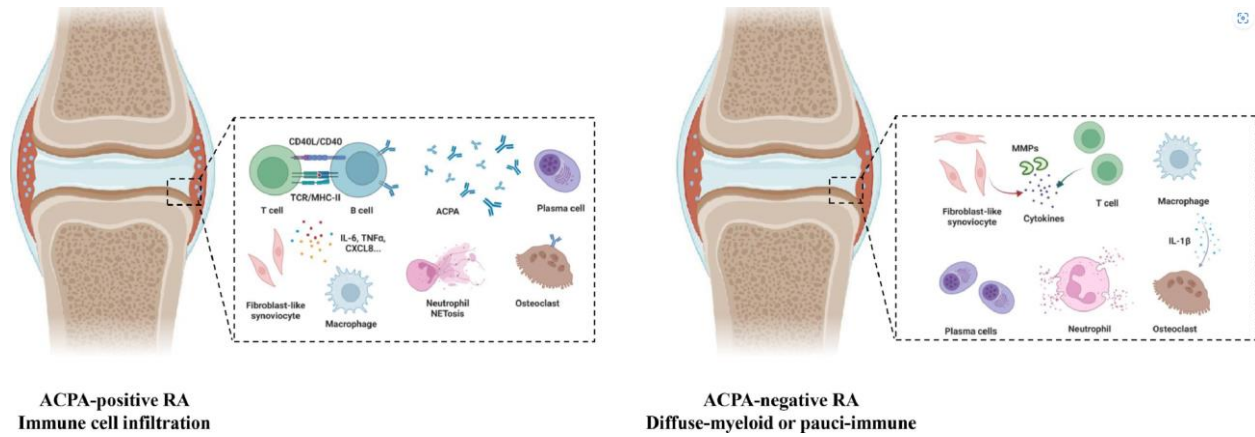 CD40L/CD40
TCR/MHC-II
T cell
B cell
ACPA
Plasma cell
IL-6, TNFα,
CXCL8...
Fibroblast-like
synoviocyte
Macrophage
Neutrophil
NETosis
Osteoclast
ACPA-positive RA
Immune cell infiltration
MMPs
Fibroblast-like
synoviocyte
Cytokines
T cell
Macrophage
IL-1β
Plasma cells
Neutrophil
Osteoclast
ACPA-negative RA
Diffuse-myeloid or pauci-immune